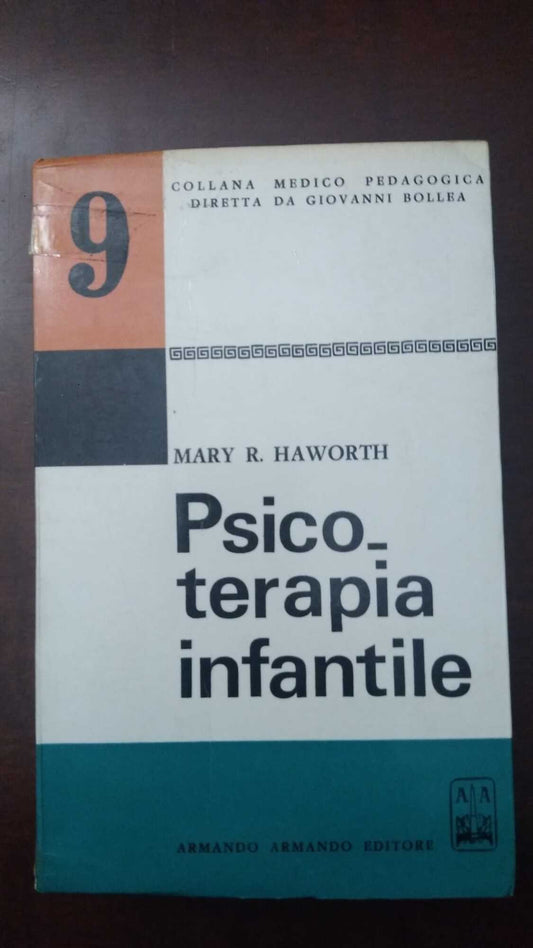 9
COLLANA MEDICO PEDAGOGICA
DIRETTA DA GIOVANNI BOLLEA
MARY R. HAWORTH
Psico-
terapia
infantile
ARMANDO ARMANDO EDITORE
A A